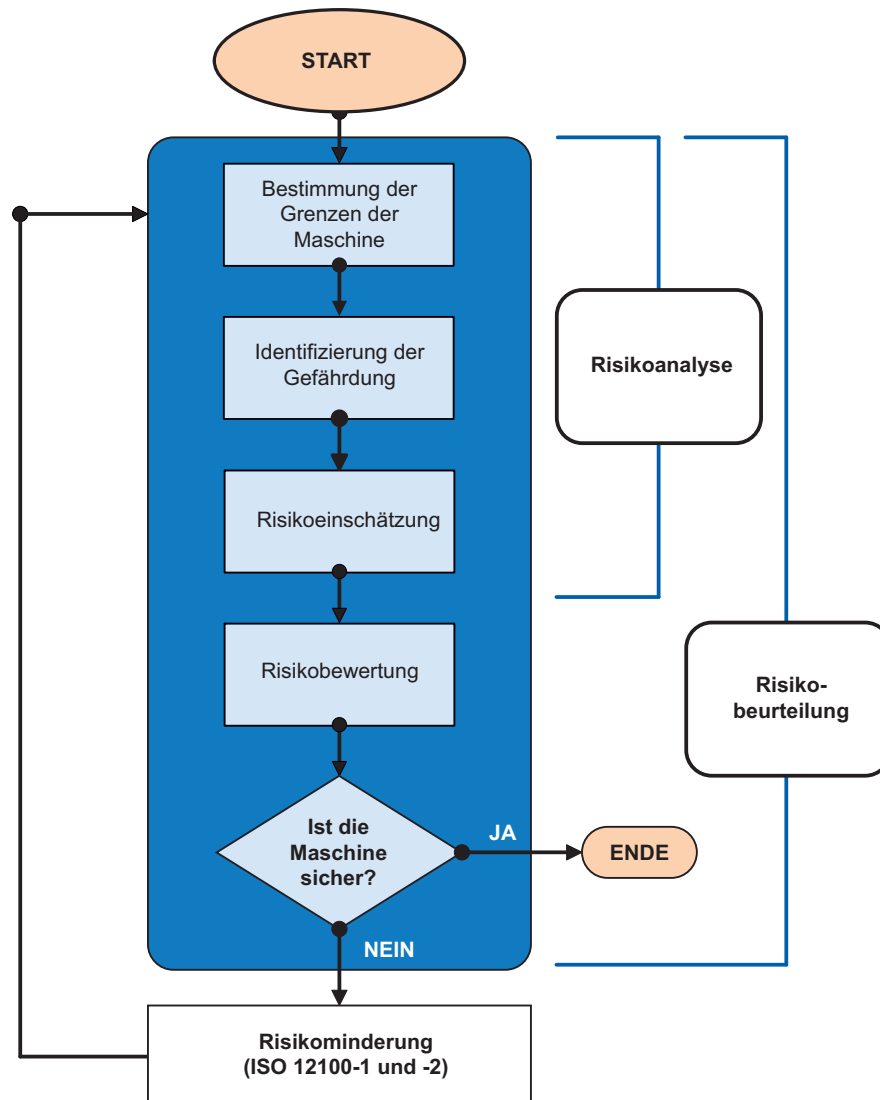 START
Bestimmung der
Grenzen der
Maschine
Identifizierung der
Gefährdung
Risikoanalyse
Risikoeinschätzung
Risikobewertung
Risiko-
beurteilung
Ist die
Maschine
sicher?
JA
ENDE
NEIN
Risikominderung
(ISO 12100-1 und -2)